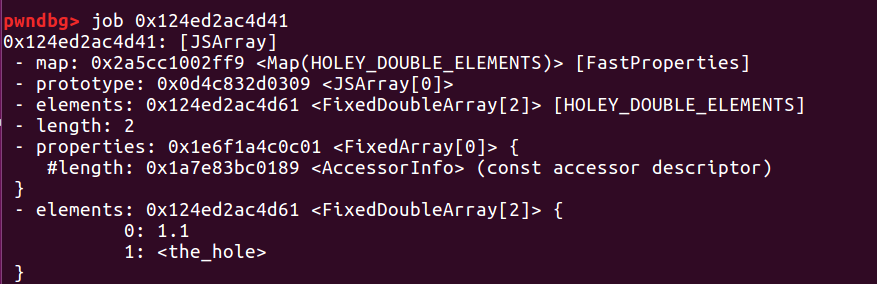 pwndbg> job 0x124ed2ac4d41
0x124ed2ac4d41: [JSArray]
 - map: 0x2a5cc1002ff9 <Map(HOLEY_DOUBLE_ELEMENTS)> [FastProperties]
 - prototype: 0x0d4c832d0309 <JSArray[0]>
 - elements: 0x124ed2ac4d61 <FixedDoubleArray[2]> [HOLEY_DOUBLE_ELEMENTS]
 - length: 2
 - properties: 0x1e6f1a4c0c01 <FixedArray[0]> {
    #length: 0x1a7e83bc0189 <AccessorInfo> (const accessor descriptor)
 }
 - elements: 0x124ed2ac4d61 <FixedDoubleArray[2]> {
           0: 1.1
           1: <the_hole>
 }